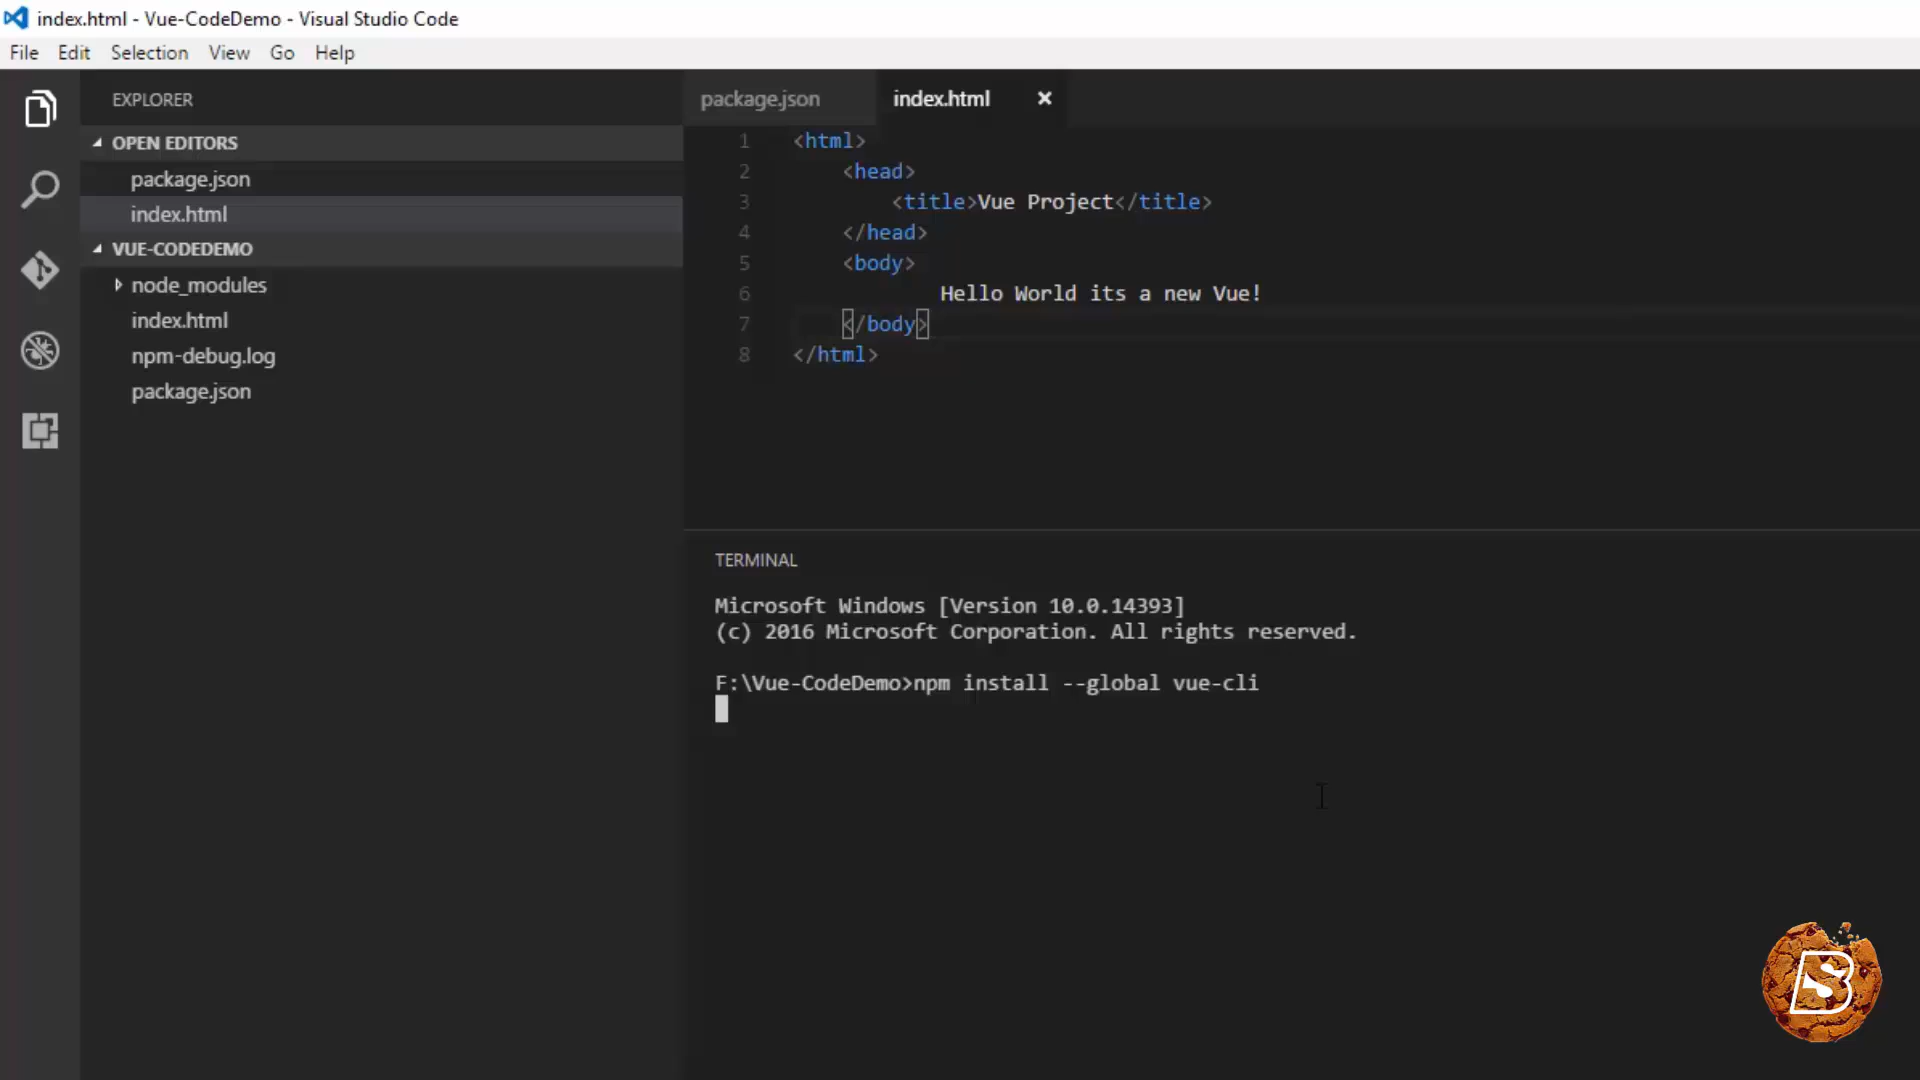 index.html - Vue-CodeDemo - Visual Studio Code
File Edit Selection View Go Help
EXPLORER
OPEN EDITORS
package.json
index.html
VUE-CODEDEMO
node_modules
index.html
npm-debug.log
package.json
package.json index.html
1 <html>
2 <head>
3 <title>Vue Project</title>
4 </head>
5 <body>
6 Hello World its a new Vue!
7 </body>
8 </html>
TERMINAL
Microsoft Windows [Version 10.0.14393]
(c) 2016 Microsoft Corporation. All rights reserved.
F:\Vue-CodeDemo>npm install --global vue-cli
B